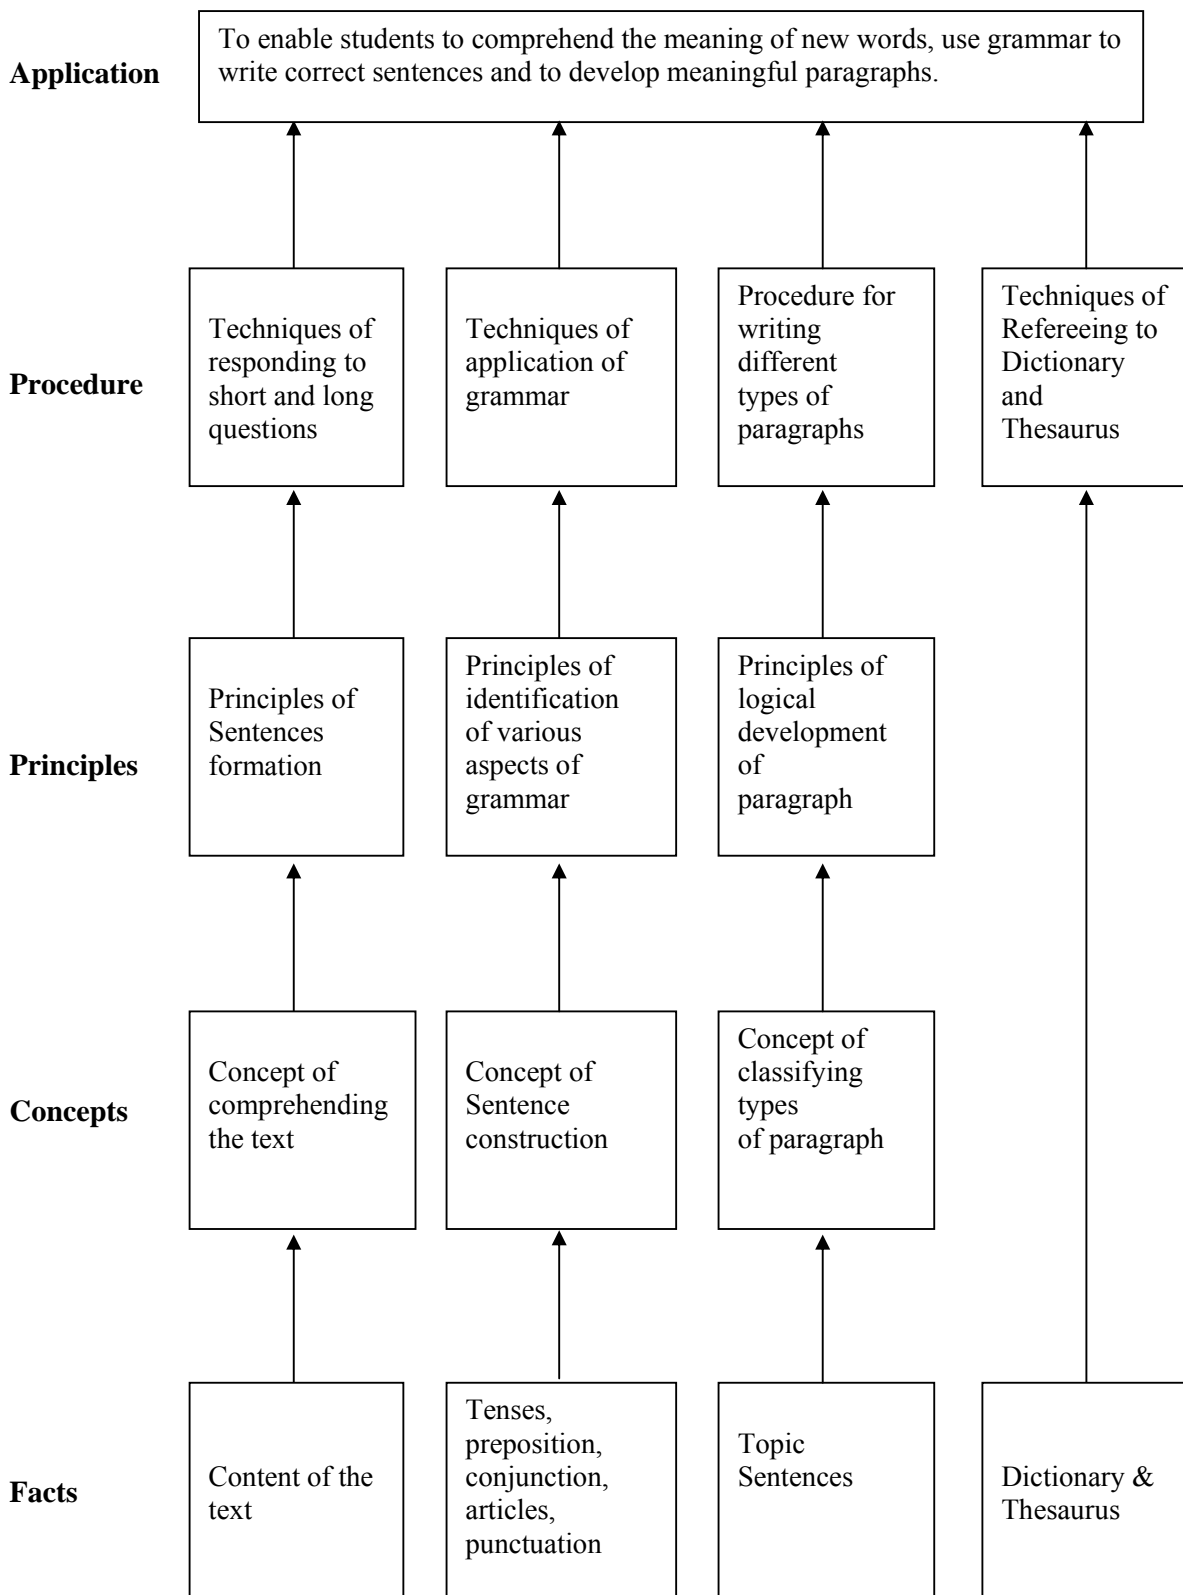 To enable students to comprehend the meaning of new words, use grammar to
write correct sentences and to develop meaningful paragraphs.
Application
Techniques of
responding to
short and long
questions
Techniques of
application of
grammar
Procedure for
writing
different
types of
paragraphs
Techniques of
Refereeing to
Dictionary
and
Thesaurus
Procedure
Principles of
Sentences
formation
Principles of
identification
of various
aspects of
grammar
Principles of
logical
development
of
paragraph
Principles
Concept of
comprehending
the text
Concept of
Sentence
construction
Concept of
classifying
types
of paragraph
Concepts
Content of the
text
Tenses,
preposition,
conjunction,
articles,
punctuation
Topic
Sentences
Dictionary &
Thesaurus
Facts